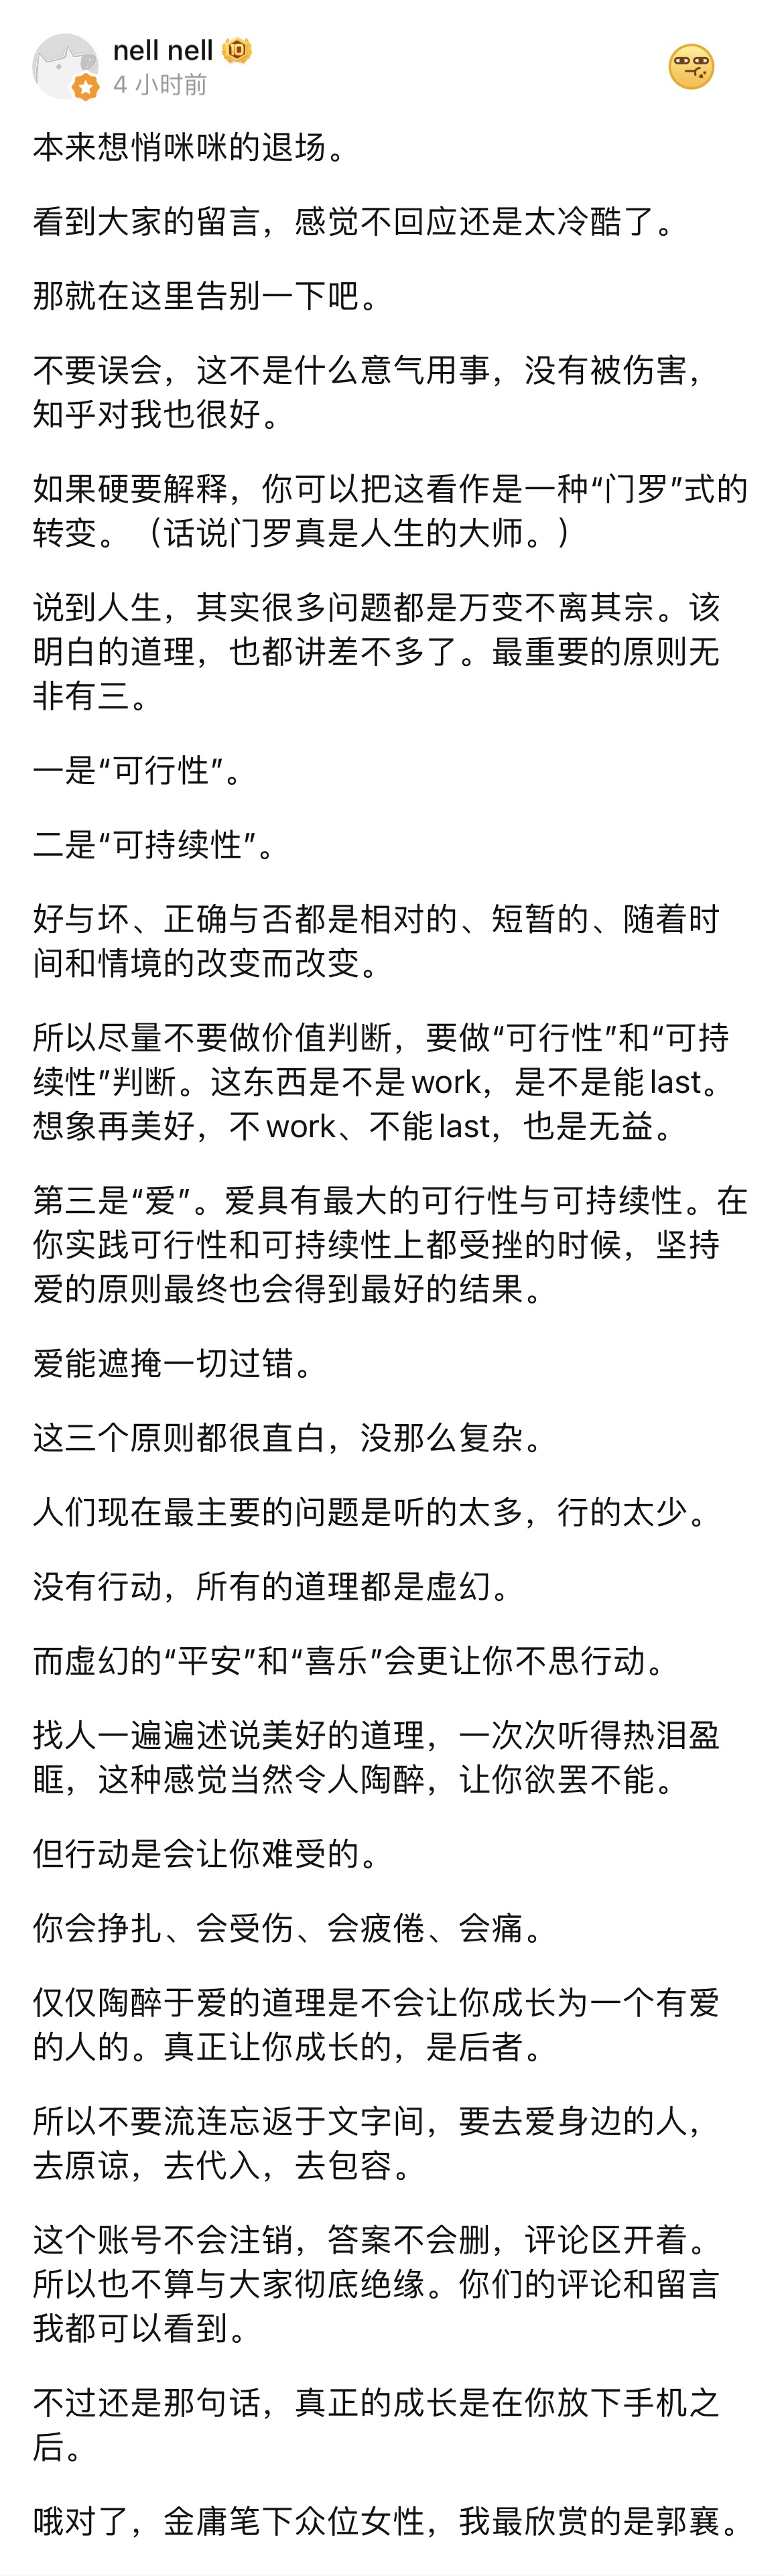 nell nell
4 小时前
本来想悄咪咪的退场。
看到大家的留言，感觉不回应还是太冷酷了。
那就在这里告别一下吧。
不要误会，这不是什么意气用事，没有被伤害，
知乎对我也很好。
如果硬要解释，你可以把这看作是一种“门罗”式的
转变。（话说门罗真是人生的大师。）
说到人生，其实很多问题都是万变不离其宗。该
明白的道理，也都讲差不多了。最重要的原则无
非有三。
一是“可行性”。
二是“可持续性”。
好与坏、正确与否都是相对的、短暂的、随着时
间和情境的改变而改变。
所以尽量不要做价值判断，要做“可行性”和“可持
续性”判断。这东西是不是work，是不是能last。
想象再美好，不work、不能last，也是无益。
第三是“爱”。爱具有最大的可行性与可持续性。在
你实践可行性和可持续性上都受挫的时候，坚持
爱的原则最终也会得到最好的结果。
爱能遮掩一切过错。
这三个原则都很直白，没那么复杂。
人们现在最主要的问题是听的太多，行的太少。
没有行动，所有的道理都是虚幻。
而虚幻的“平安”和“喜乐”会更让你不思行动。
找人一遍遍述说美好的道理，一次次听得热泪盈
眶，这种感觉当然令人陶醉，让你欲罢不能。
但行动是会让你难受的。
你会挣扎、会受伤、会疲倦、会痛。
仅仅陶醉于爱的道理是不会让你成长为一个有爱
的人的。真正让你成长的，是后者。
所以不要流连忘返于文字间，要去爱身边的人，
去原谅，去代入，去包容。
这个账号不会注销，答案不会删，评论区开着。
所以也不算与大家彻底绝缘。你们的评论和留言
我都可以看到。
不过还是那句话，真正的成长是在你放下手机之
后。
哦对了，金庸笔下众位女性，我最欣赏的是郭襄。